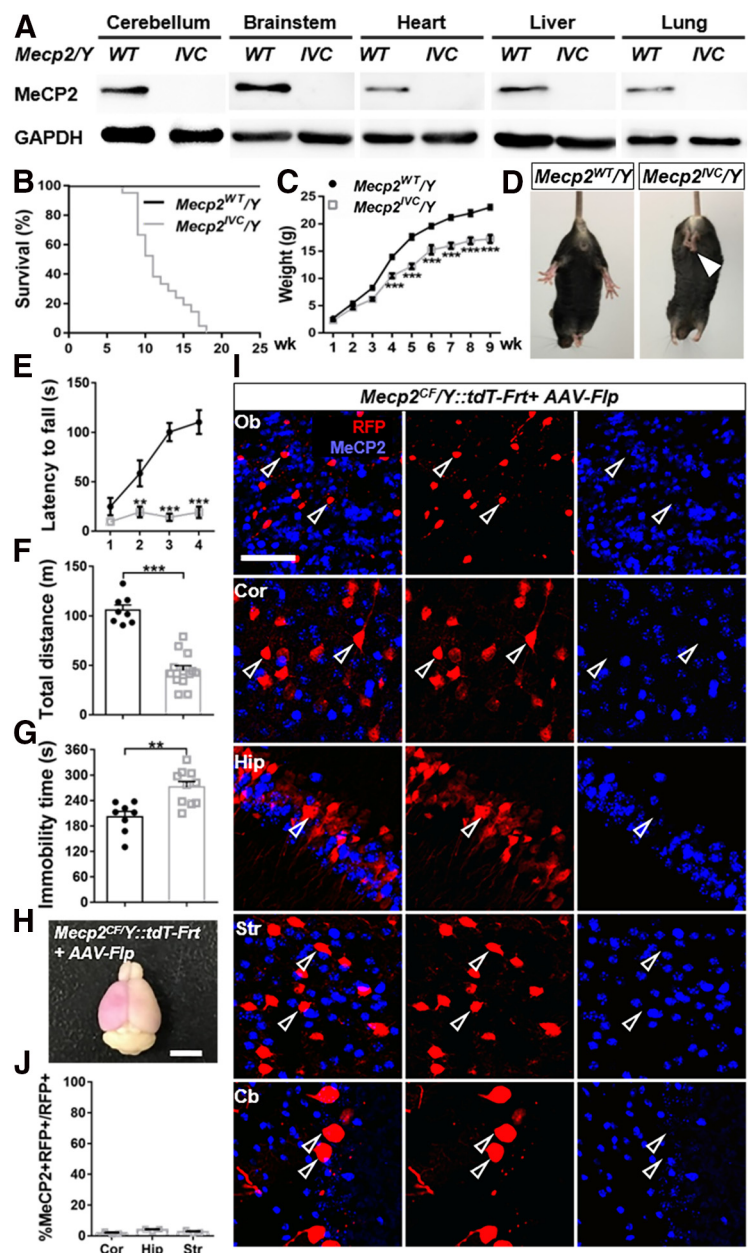 A
Cerebellum Brainstem Heart Liver Lung
Mecp2/Y WT IVC WT IVC WT IVC WT IVC WT IVC
MeCP2
GAPDH
B
Survival (%)
100
80
60
40
20
0
0 5 10 15 20 25 wk
Mecp2WT/Y
Mecp2IVC/Y
C
Weight (g)
25
20
15
10
5
0
1 2 3 4 5 6 7 8 9 wk
Mecp2WT/Y
Mecp2IVC/Y
*** *** *** *** *** ***
D
Mecp2WT/Y Mecp2IVC/Y
E
Latency to fall (s)
150
100
50
0
1 2 3 4
** *** ***
F
Total distance (m)
150
100
50
0
***
G
Immobility time (s)
360
300
240
180
120
60
0
**
H
Mecp2CF/Y::tdT-Frt
+ AAV-Flp
I
Mecp2CF/Y::tdT-Frt+ AAV-Flp
Ob
RFP
MeCP2
Cor
Hip
Str
Cb
J
%MeCP2+RFP+/RFP+
100
80
60
40
20
0
Cor Hip Str